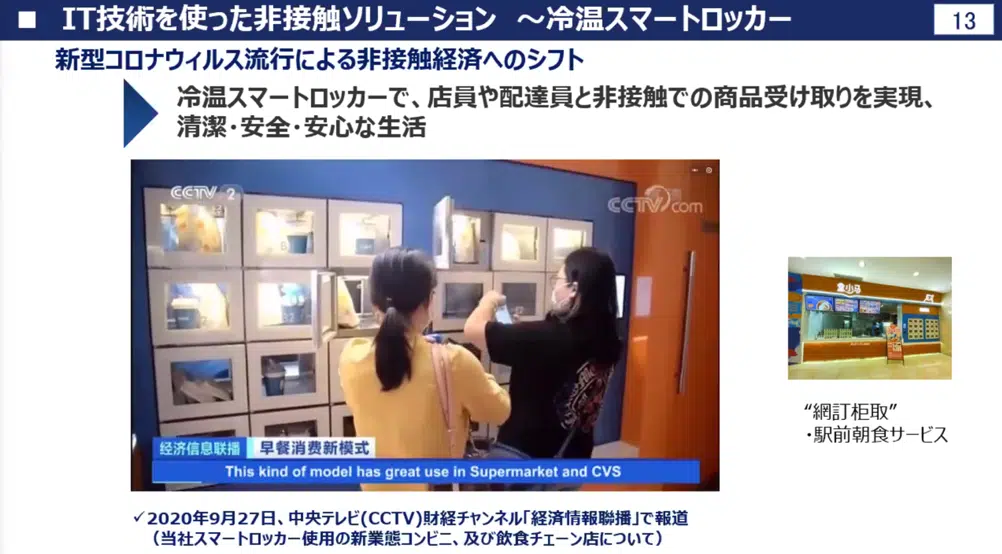 ■ IT技術を使った非接触ソリューション ～冷温スマートロッカー
13
新型コロナウィルス流行による非接触経済へのシフト
冷温スマートロッカーで、店員や配達員と非接触での商品受け取りを実現、
清潔・安全・安心な生活
CCTV 2
CCTV.com
经济信息联播 早餐消费新模式
This kind of model has great use in Supermarket and CVS
盒小马
“網訂柜取”
・駅前朝食サービス
✓2020年9月27日、中央テレビ(CCTV)財経チャンネル「経済情報聯播」で報道
（当社スマートロッカー使用の新業態コンビニ、及び飲食チェーン店について）